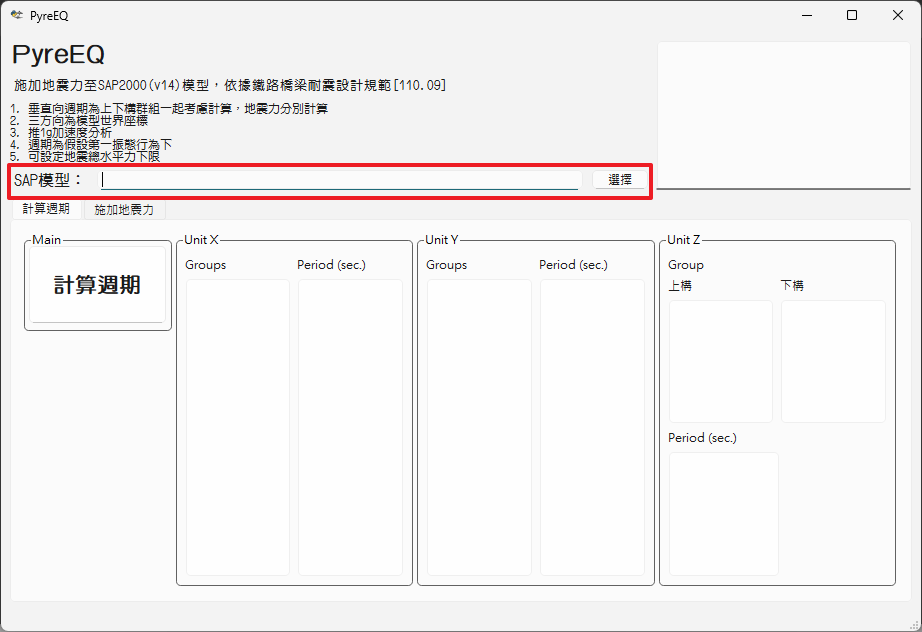 PyreEQ
PyreEQ
施加地震力至SAP2000(v14)模型，依據鐵路橋梁耐震設計規範[110.09]
1. 垂直向週期為上下構群組一起考慮計算，地震力分別計算
2. 三方向為模型世界座標
3. 推1g加速度分析
4. 週期為假設第一振態行為下
5. 可設定地震總水平力下限
SAP模型： 選擇
計算週期 施加地震力
Main Unit X Unit Y Unit Z
計算週期
Groups Period (sec.) Groups Period (sec.) Group
上構 下構
Period (sec.)